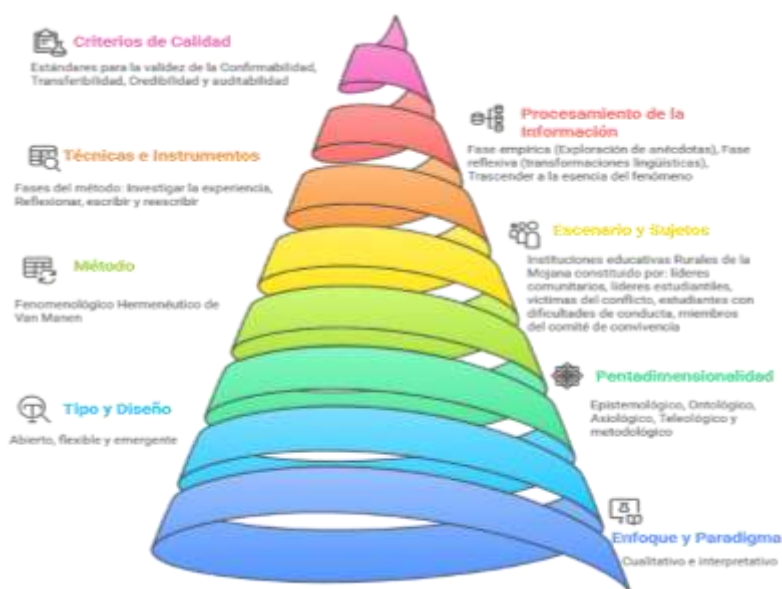 Criterios de Calidad
Estándares para la validez de la Confirmabilidad,
Transferibilidad, Credibilidad y auditabilidad
Procesamiento de la
Información
Fase empírica (Exploración de anécdotas), Fase
reflexiva (transformaciones lingüísticas),
Trascender a la esencia del fenómeno
Técnicas e Instrumentos
Fases del método: Investigar la experiencia,
Reflexionar, escribir y reescribir
Escenario y Sujetos
Instituciones educativas Rurales de la
Mojana constituido por: líderes
comunitarios, líderes estudiantiles,
víctimas del conflicto, estudiantes con
dificultades de conducta, miembros
del comité de convivencia
Método
Fenomenológico Hermenéutico de
Van Manen
Pentadimensionalidad
Epistemológico, Ontológico,
Axiológico, Teleológico y
metodológico
Tipo y Diseño
Abierto, flexible y emergente
Enfoque y Paradigma
Cualitativo e interpretativo